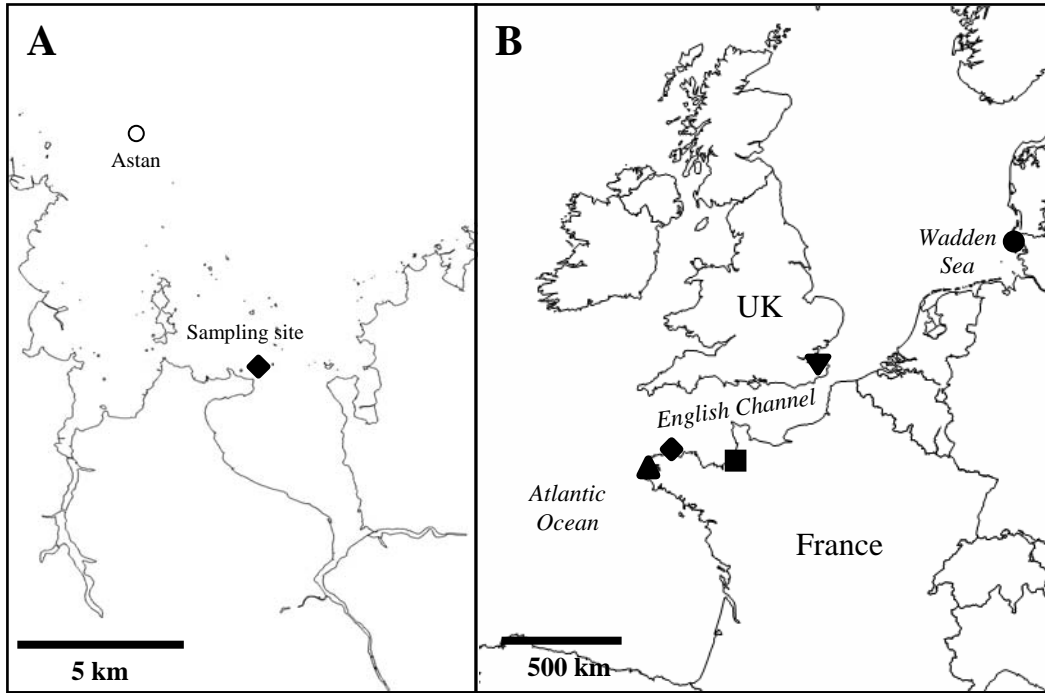 A
Astan
Sampling site
5 km
B
Wadden
Sea
UK
English Channel
Atlantic
Ocean
France
500 km